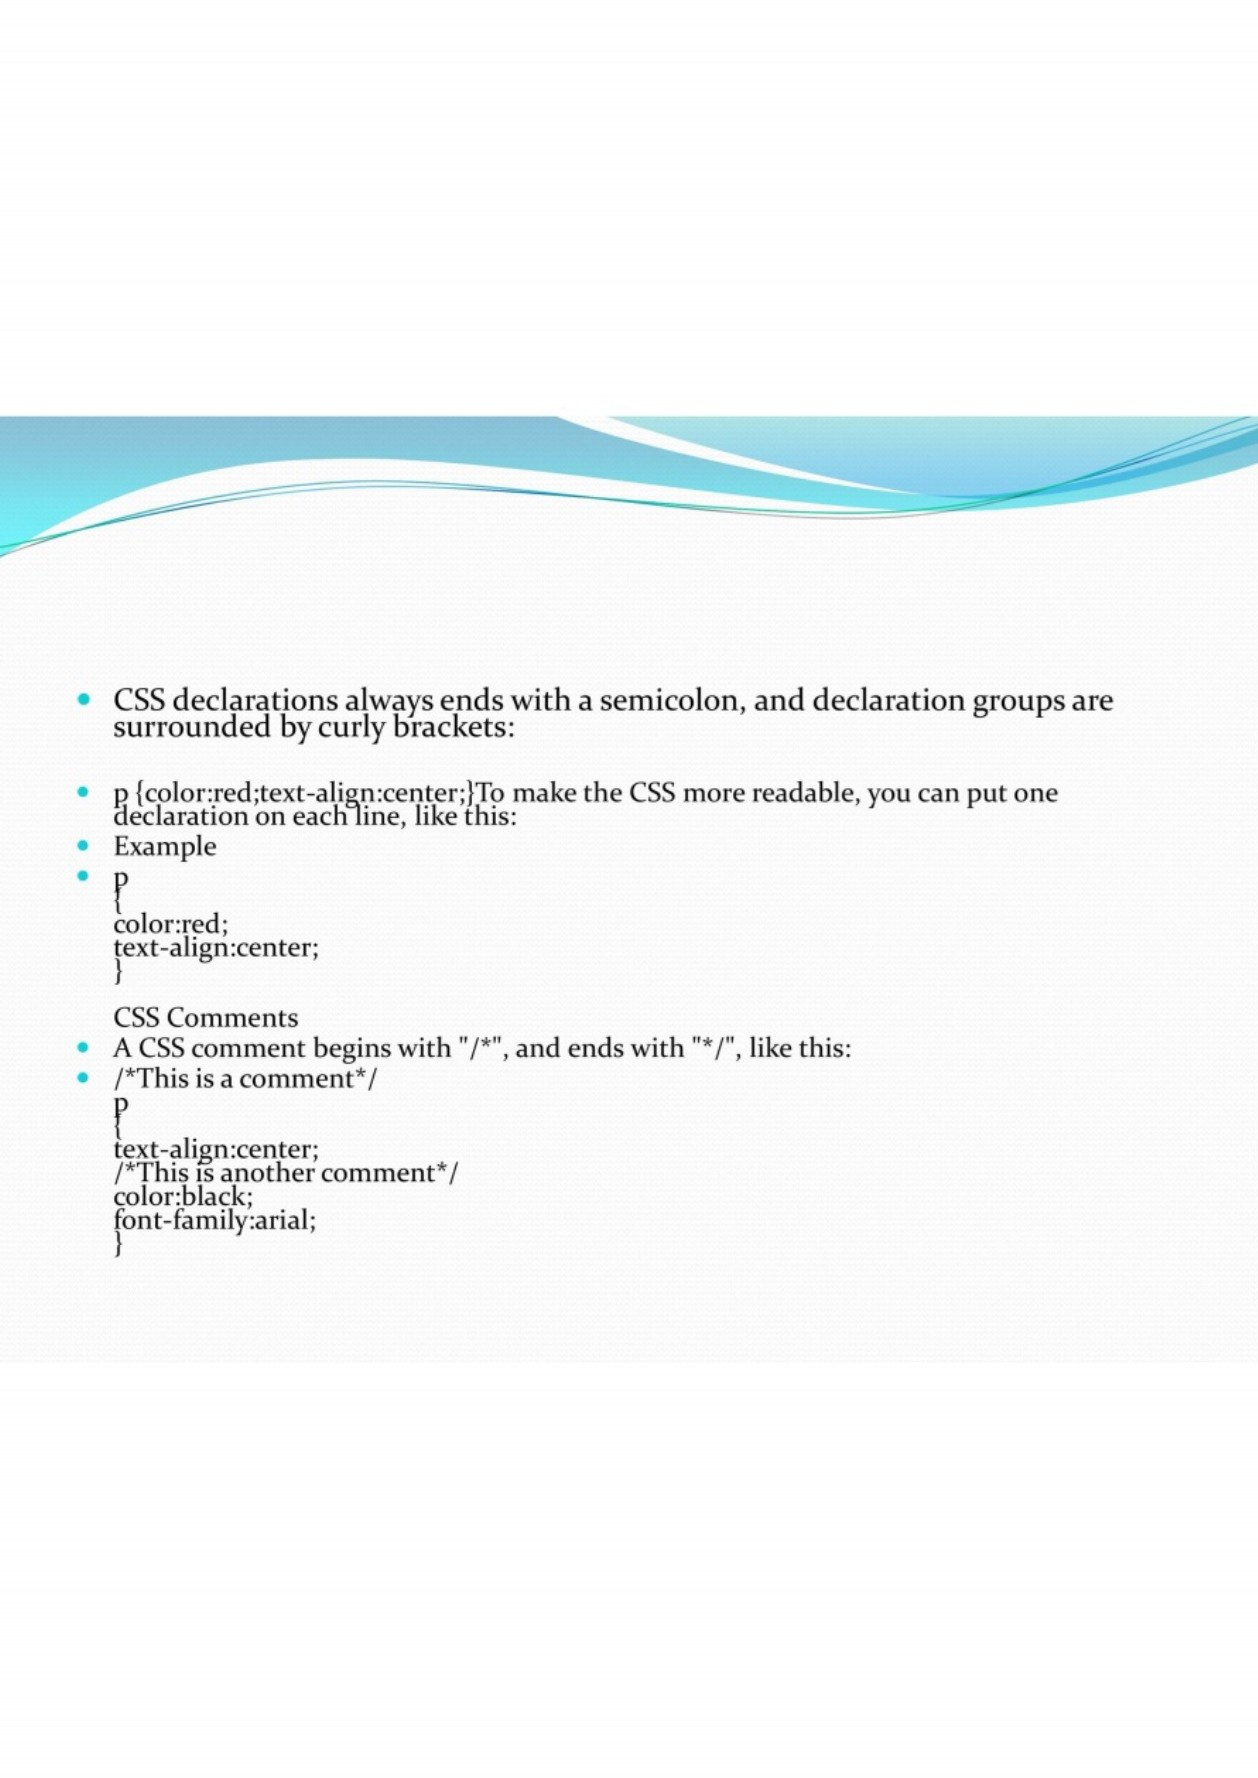 CSS declarations always ends with a semicolon, and declaration groups are
surrounded by curly brackets:
p {color:red;text-align:center;}To make the CSS more readable, you can put one
declaration on each line, like this:
Example
p
{
color:red;
text-align:center;
}
CSS Comments
A CSS comment begins with "/*", and ends with "*/", like this:
/*This is a comment*/
p
{
text-align:center;
/*This is another comment*/
color:black;
font-family:arial;
}